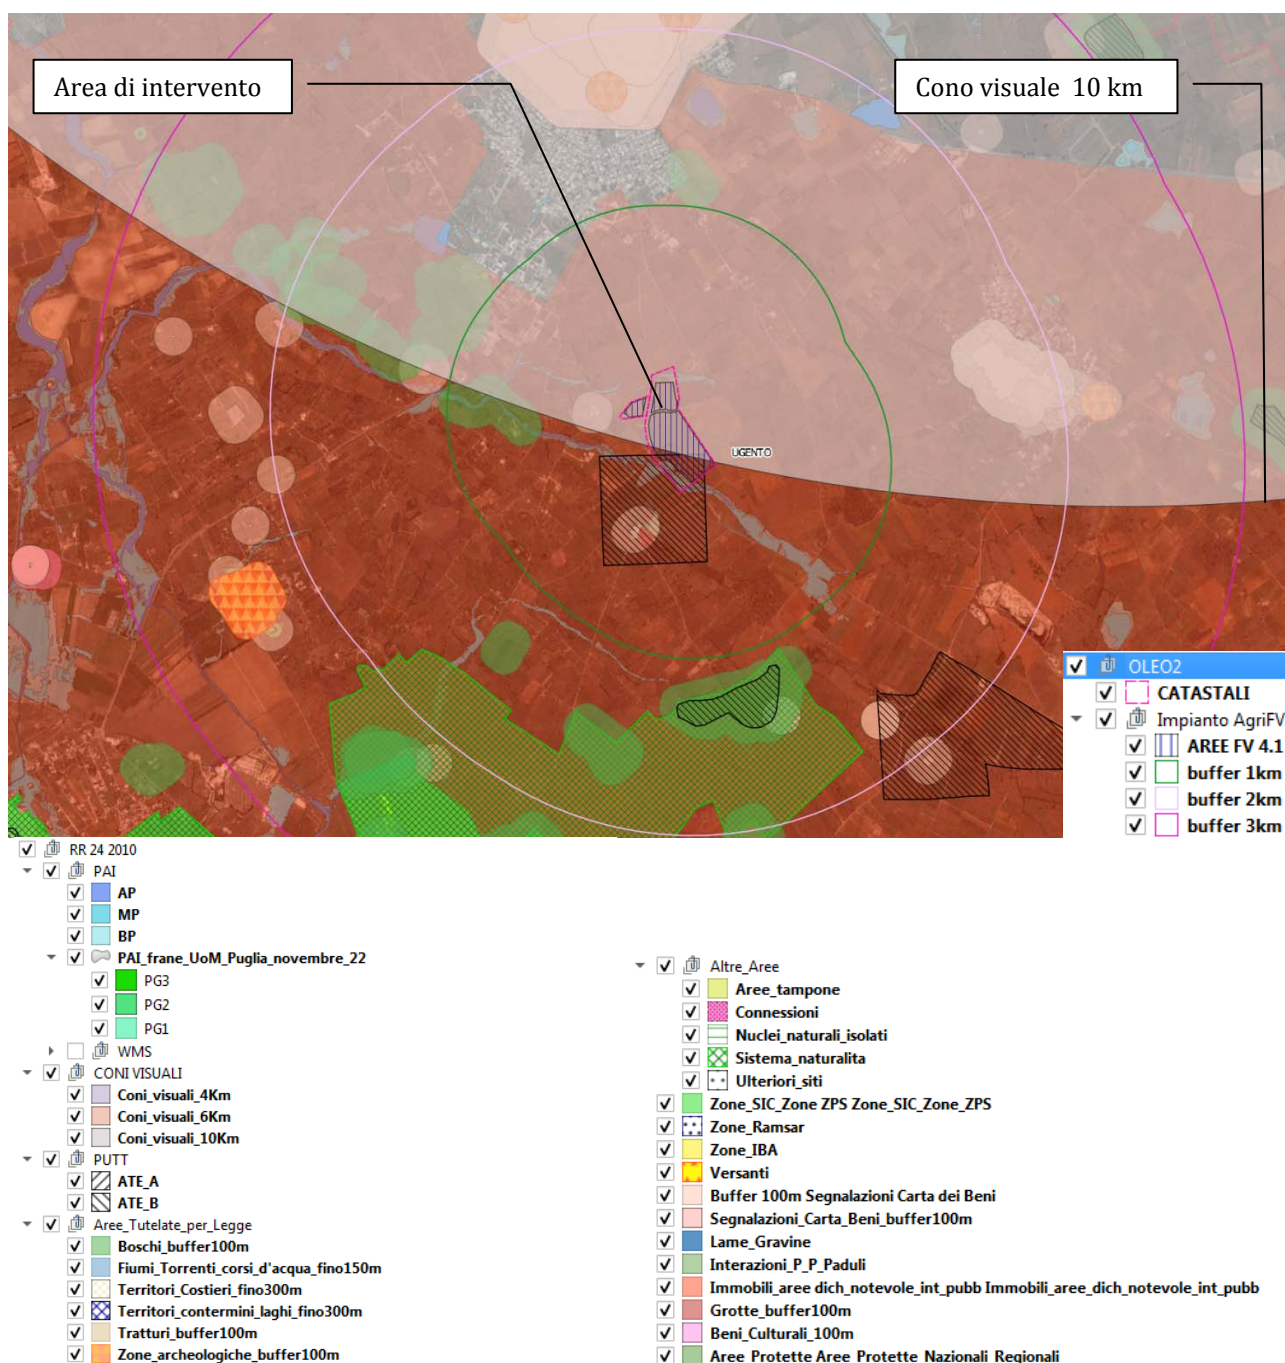 Area di intervento
Cono visuale 10 km
UGENTO
OLEO2
CATASTALI
Impianto AgriFV
AREE FV 4.1
buffer 1km
buffer 2km
buffer 3km
RR 24 2010
PAI
AP
MP
BP
PAI_frane_UoM_Puglia_novembre_22
PG3
PG2
PG1
WMS
CONI VISUALI
Coni_visuali_4Km
Coni_visuali_6Km
Coni_visuali_10Km
PUTT
ATE_A
ATE_B
Aree_Tutelate_per_Legge
Boschi_buffer100m
Fiumi_Torrenti_corsi_d'acqua_fino150m
Territori_Costieri_fino300m
Territori_contermini_laghi_fino300m
Tratturi_buffer100m
Zone_archeologiche_buffer100m
Altre_Aree
Aree_tampone
Connessioni
Nuclei_naturali_isolati
Sistema_naturalita
Ulteriori_siti
Zone_SIC_Zone ZPS Zone_SIC_Zone_ZPS
Zone_Ramsar
Zone_IBA
Versanti
Buffer 100m Segnalazioni Carta dei Beni
Segnalazioni_Carta_Beni_buffer100m
Lame_Gravine
Interazioni_P_P_Paduli
Immobili_aree dich_notevole_int_pubb Immobili_aree_dich_notevole_int_pubb
Grotte_buffer100m
Beni_Culturali_100m
Aree_Protette Aree_Protette_Nazionali_Regionali